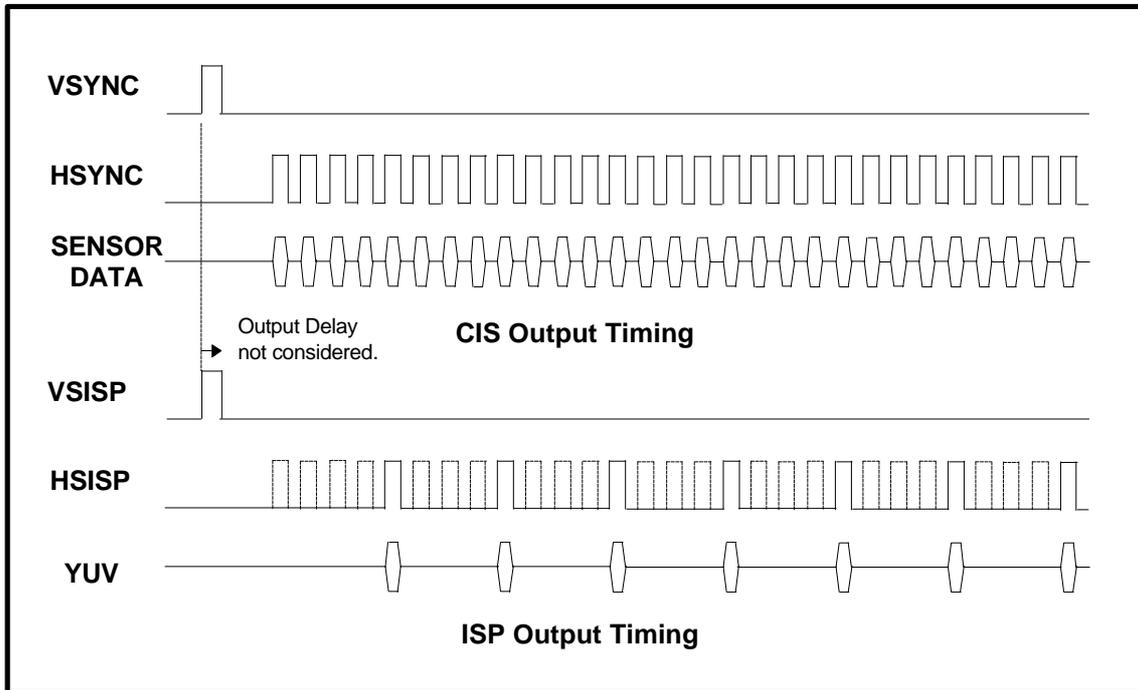 VSYNC
HSYNC
SENSOR
DATA
Output Delay
not considered.
CIS Output Timing
VSISP
HSISP
YUV
ISP Output Timing